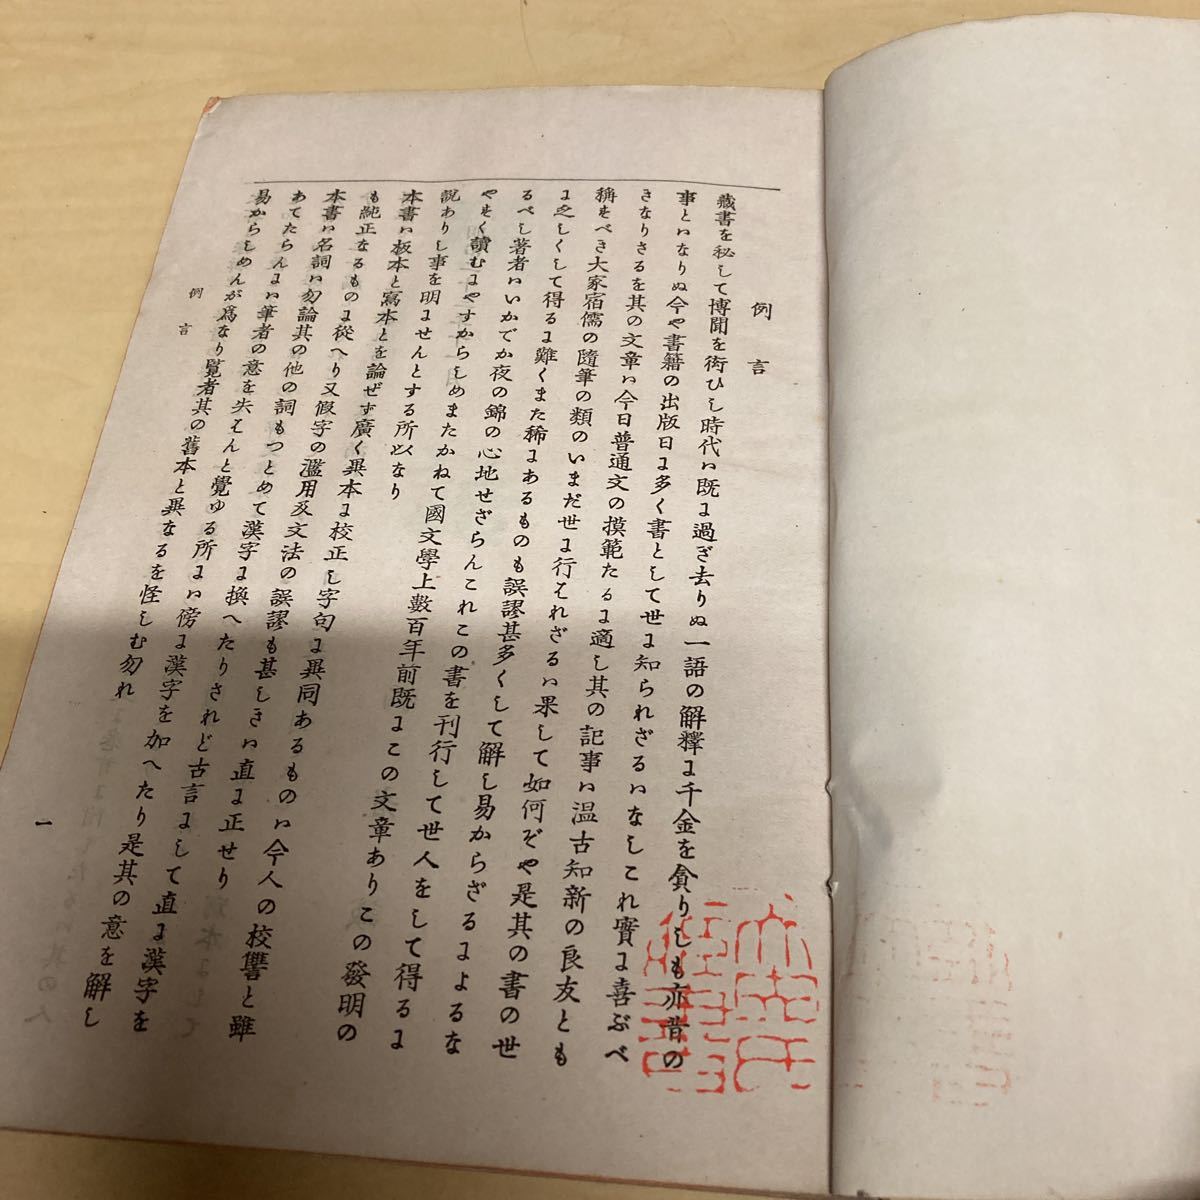 例言
藏書を秘して博聞を衒ひし時代は既に過ぎ去りぬ一語の解釋に千金を貪りしも亦昔の
事とはなりぬ今や書籍の出版日に多く書として世に知られざるはなしこれ實に喜ぶべ
きなりさるを其の文章は今日普通文の摸範たるに適し其の記事は温古知新の良友とも
稱すべき大家宿儒の隨筆の類のいまだ世に行はれざるは果して如何ぞや是其の書の世
に乏しくして得るに難くまた稀にあるものも誤謬甚多くして解し易からざるによるな
るべし著者はいかでか夜の錦の心地せざらんこれこの書を刊行して世人をして得るに
やすく讀むにやすからしめまたかねて國文學上數百年前既にこの文章ありこの發明の
説ありし事を明にせんとする所以なり
本書は板本と寫本とを論ぜず廣く異本に校正し字句に異同あるものは今人の校讐と雖
も純正なるものに從へり又假字の濫用及文法の誤謬も甚しきは直に正せり
本書は名詞は勿論其の他の詞もつとめて漢字に換へたりされど古言にして直に漢字を
あてたらんには筆者の意を失はんと覺ゆる所には傍に漢字を加へたり是其の意を解し
易からしめんが爲なり覧者其の舊本と異なるを怪しむ勿れ
例言
一